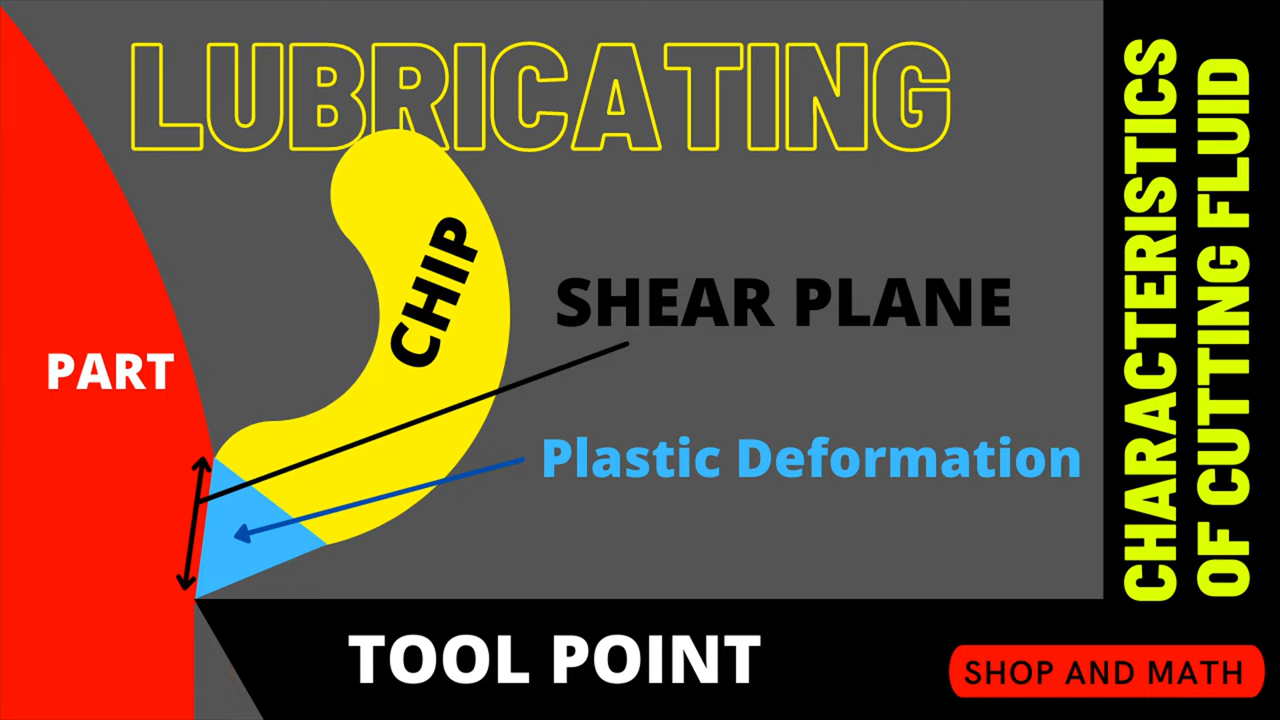 LUBRICATING
CHIP
SHEAR PLANE
PART
Plastic Deformation
TOOL POINT
CHARACTERISTICS
OF CUTTING FLUID
SHOP AND MATH